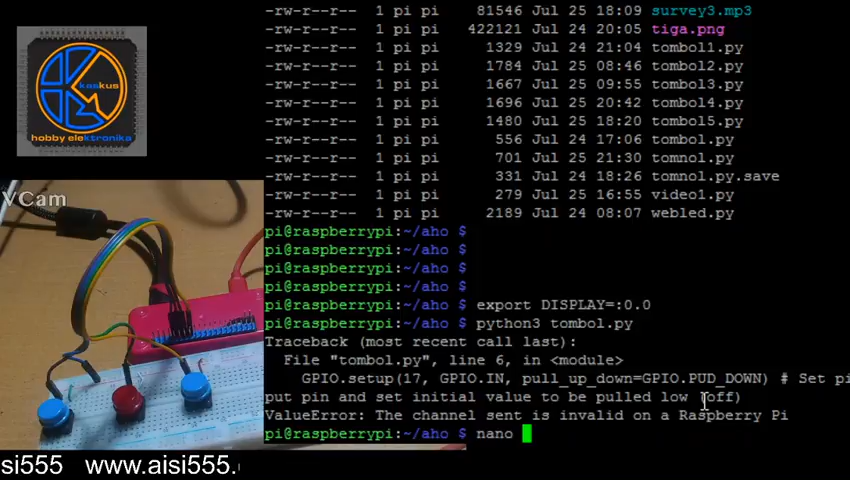 kaskus
hobby elektronika
VCam
-rw-r--r-- 1 pi pi 81546 Jul 25 18:09 survey3.mp3
-rw-r--r-- 1 pi pi 422121 Jul 24 20:05 tiga.png
-rw-r--r-- 1 pi pi 1329 Jul 24 21:04 tombol1.py
-rw-r--r-- 1 pi pi 1784 Jul 25 08:46 tombol2.py
-rw-r--r-- 1 pi pi 1667 Jul 25 09:55 tombol3.py
-rw-r--r-- 1 pi pi 1696 Jul 25 20:42 tombol4.py
-rw-r--r-- 1 pi pi 1480 Jul 25 18:20 tombol5.py
-rw-r--r-- 1 pi pi 556 Jul 24 17:06 tombol.py
-rw-r--r-- 1 pi pi 701 Jul 25 21:30 tomnol.py
-rw-r--r-- 1 pi pi 331 Jul 24 18:26 tomnol.py.save
-rw-r--r-- 1 pi pi 279 Jul 25 16:55 video1.py
-rw-r--r-- 1 pi pi 2189 Jul 24 08:07 webled.py
pi@raspberrypi:~/aho $
pi@raspberrypi:~/aho $
pi@raspberrypi:~/aho $
pi@raspberrypi:~/aho $
pi@raspberrypi:~/aho $ export DISPLAY=:0.0
pi@raspberrypi:~/aho $ python3 tombol.py
Traceback (most recent call last):
File "tombol.py", line 6, in <module>
GPIO.setup(17, GPIO.IN, pull_up_down=GPIO.PUD_DOWN) # Set pi
put pin and set initial value to be pulled low (off)
ValueError: The channel sent is invalid on a Raspberry Pi
pi@raspberrypi:~/aho $ nano
si555 www.aisi555.